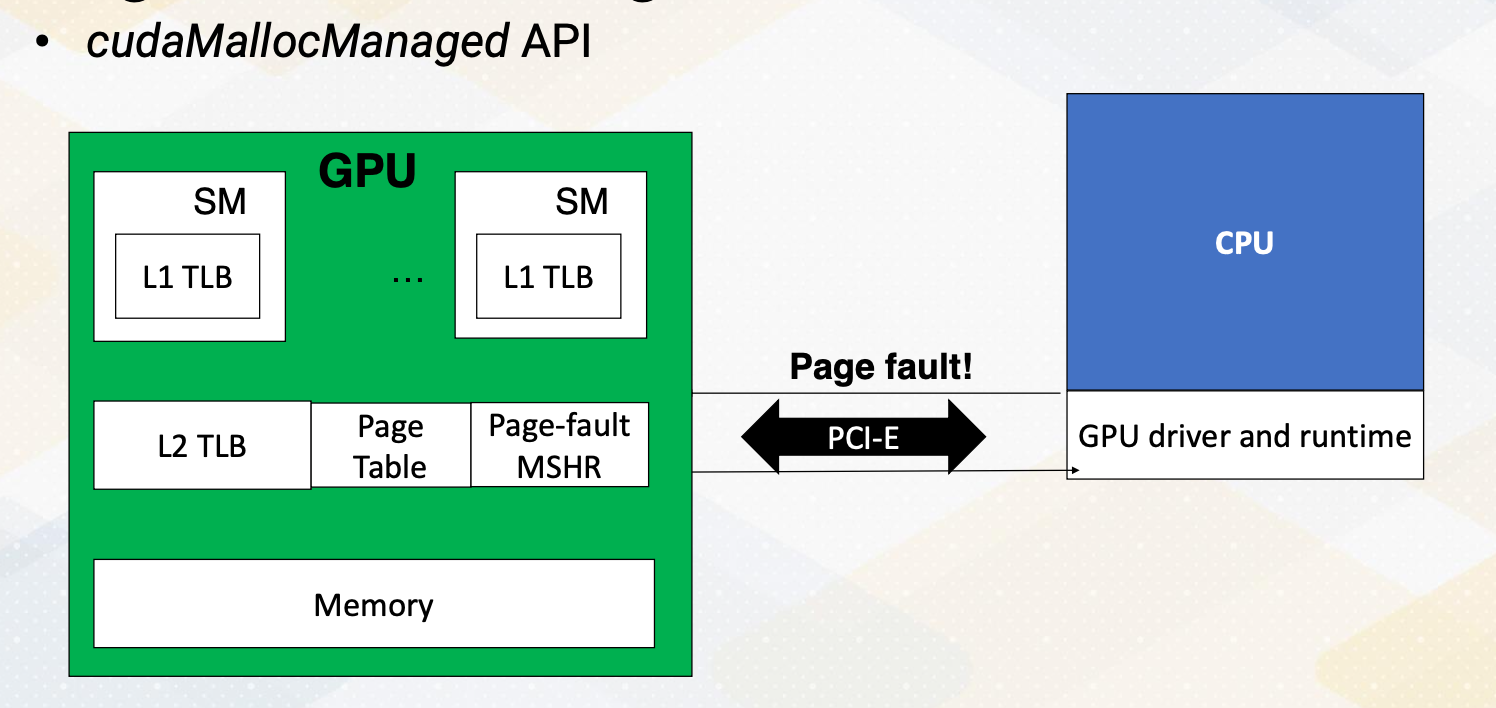 • cudaMallocManaged API
GPU
SM
SM
L1 TLB
...
L1 TLB
CPU
Page fault!
L2 TLB
Page
Table
Page-fault
MSHR
PCI-E
GPU driver and runtime
Memory